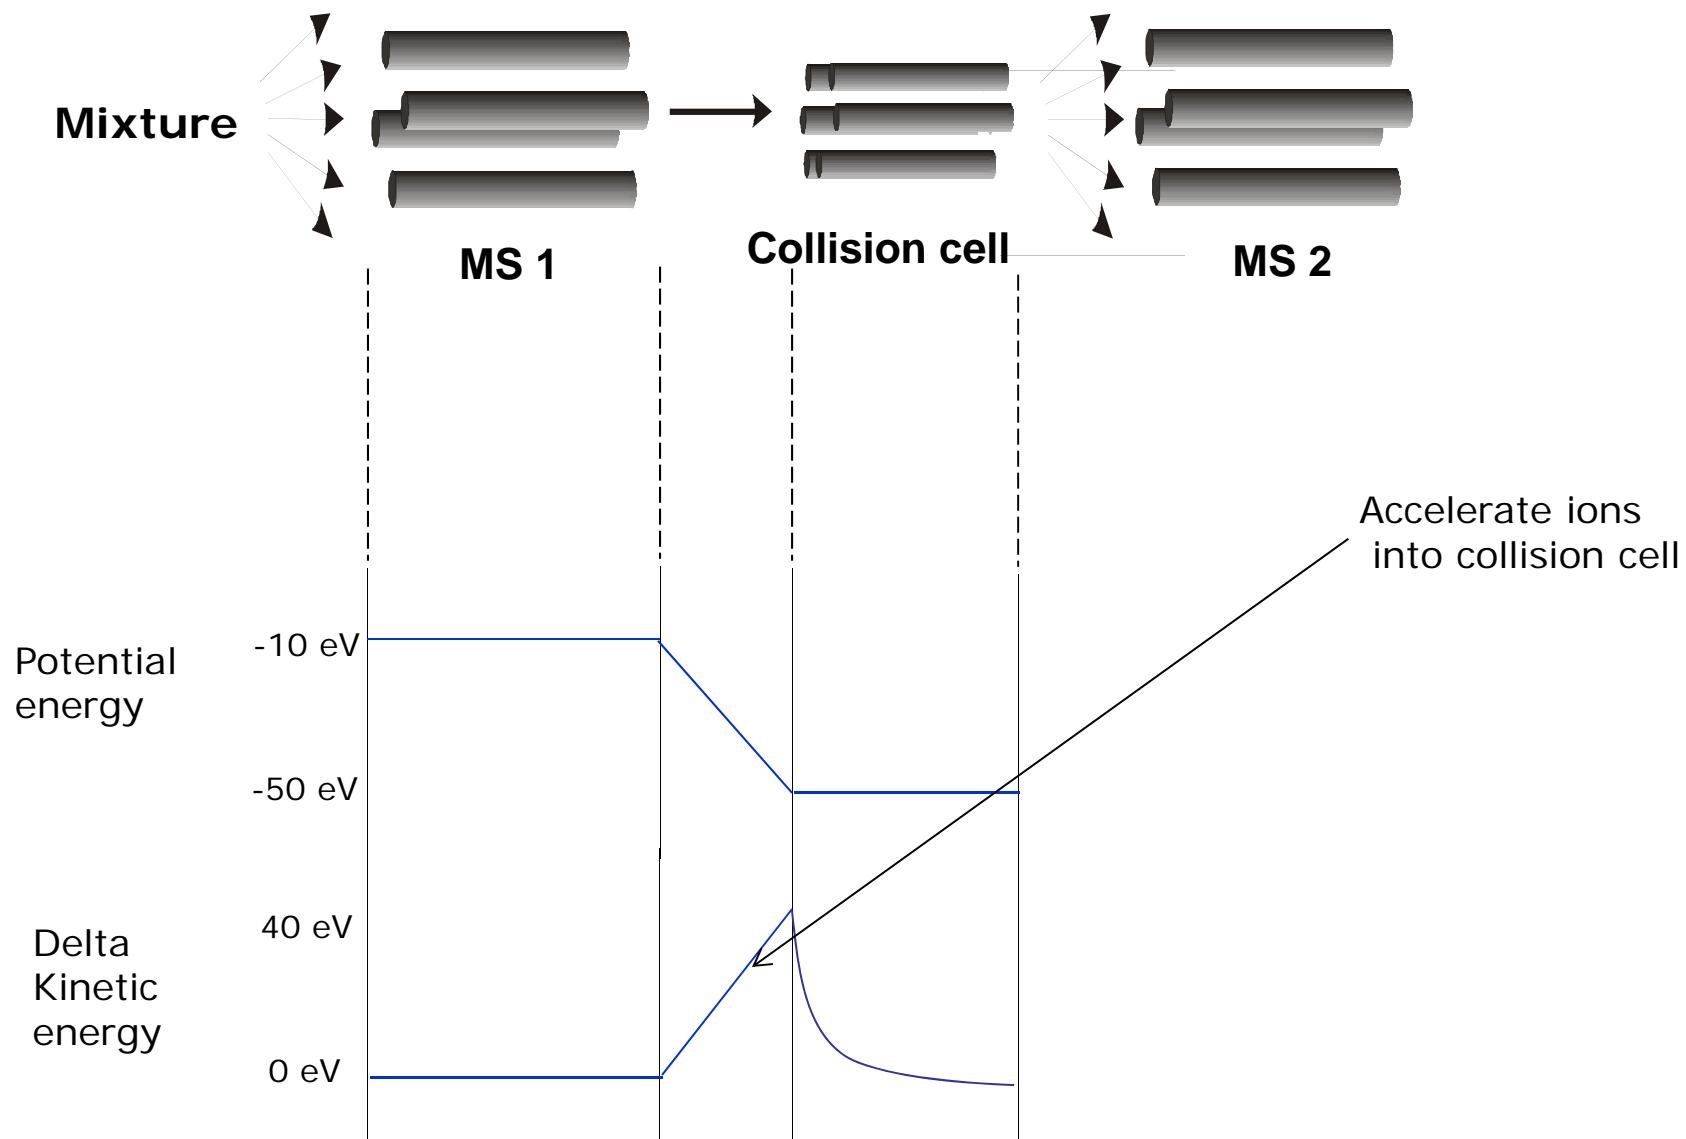 Mixture
MS 1
Collision cell
MS 2
Accelerate ions
into collision cell
Potential
energy
-10 eV
-50 eV
Delta
Kinetic
energy
40 eV
0 eV